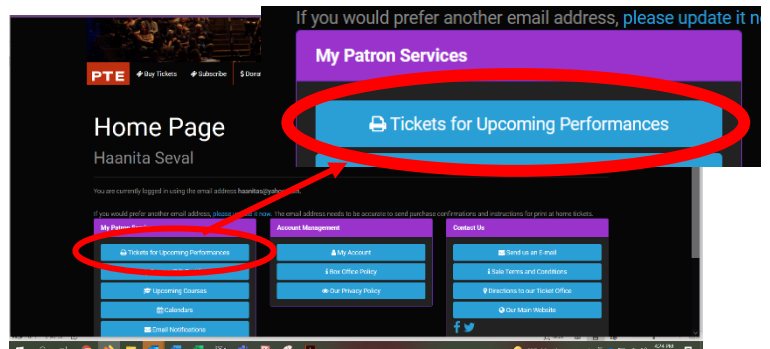 If you would prefer another email address, please update it n
My Patron Services
Tickets for Upcoming Performances
PTE Buy Tickets Subscribe $ Dona
Home Page
Haanita Seval
You are currently logged in using the email address
If you would prefer another email address, please it now. The email address needs to be accurate to send purchase confirmations and instructions for print at home tickets.
My Patron
Tickets for Upcoming Performances
Upcoming Courses
Calendars
Email Notifications
Account Management
My Account
Box Office Policy
Our Privacy Policy
Contact Us
Send us an E-mail
Sale Terms and Conditions
Directions to our Ticket Office
Our Main Website
4:24 PM